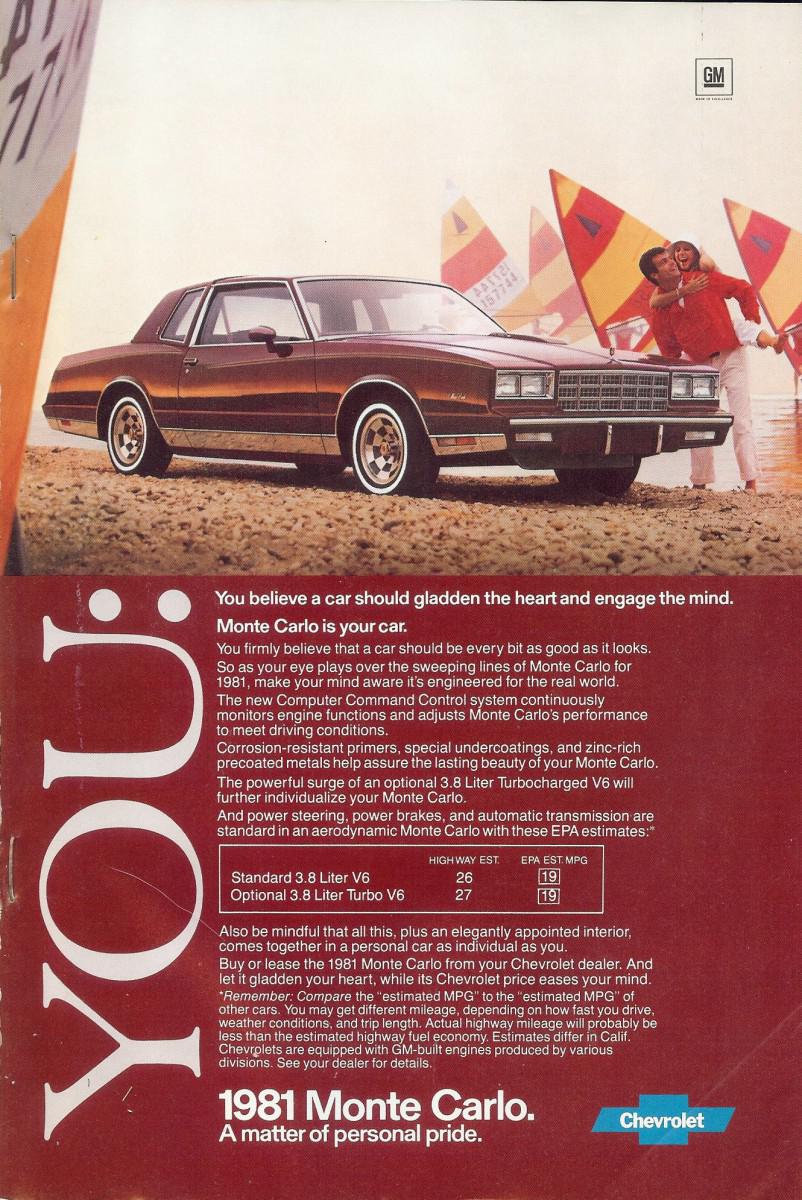 GM
MARK OF EXCELLENCE
157744
YOU:
You believe a car should gladden the heart and engage the mind.
Monte Carlo is your car.
You firmly believe that a car should be every bit as good as it looks.
So as your eye plays over the sweeping lines of Monte Carlo for
1981, make your mind aware it's engineered for the real world.
The new Computer Command Control system continuously
monitors engine functions and adjusts Monte Carlo's performance
to meet driving conditions.
Corrosion-resistant primers, special undercoatings, and zinc-rich
precoated metals help assure the lasting beauty of your Monte Carlo.
The powerful surge of an optional 3.8 Liter Turbocharged V6 will
further individualize your Monte Carlo.
And power steering, power brakes, and automatic transmission are
standard in an aerodynamic Monte Carlo with these EPA estimates:*
HIGHWAY EST. EPA EST. MPG
Standard 3.8 Liter V6 26 19
Optional 3.8 Liter Turbo V6 27 19
Also be mindful that all this, plus an elegantly appointed interior,
comes together in a personal car as individual as you.
Buy or lease the 1981 Monte Carlo from your Chevrolet dealer. And
let it gladden your heart, while its Chevrolet price eases your mind.
*Remember: Compare the "estimated MPG" to the "estimated MPG" of
other cars. You may get different mileage, depending on how fast you drive,
weather conditions, and trip length. Actual highway mileage will probably be
less than the estimated highway fuel economy. Estimates differ in Calif.
Chevrolets are equipped with GM-built engines produced by various
divisions. See your dealer for details.
1981 Monte Carlo.
A matter of personal pride.
Chevrolet